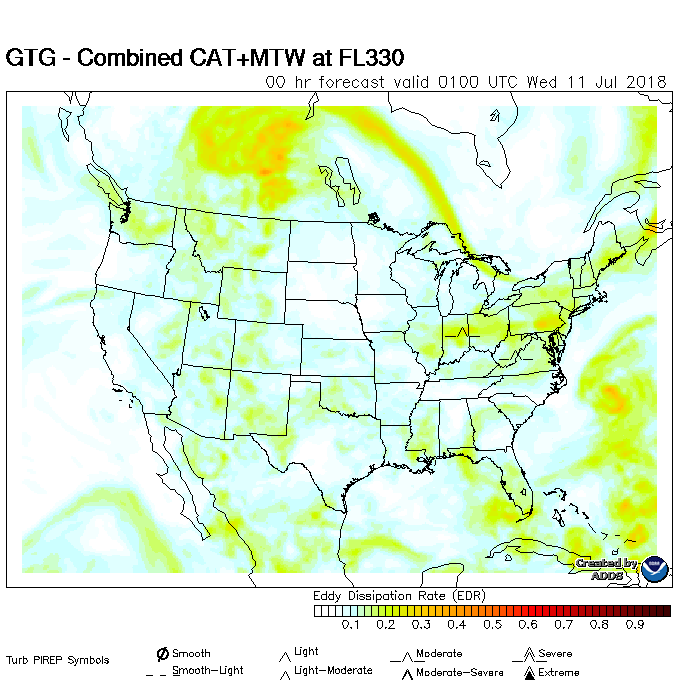 GTG - Combined CAT+MTW at FL330
00 hr forecast valid 0100 UTC Wed 11 Jul 2018
Created by
ADDS
Eddy Dissipation Rate (EDR)
0.1 0.2 0.3 0.4 0.5 0.6 0.7 0.8 0.9
Turb PIREP Symbols
Smooth Light Moderate Severe
Smooth-Light Light-Moderate Moderate-Severe Extreme